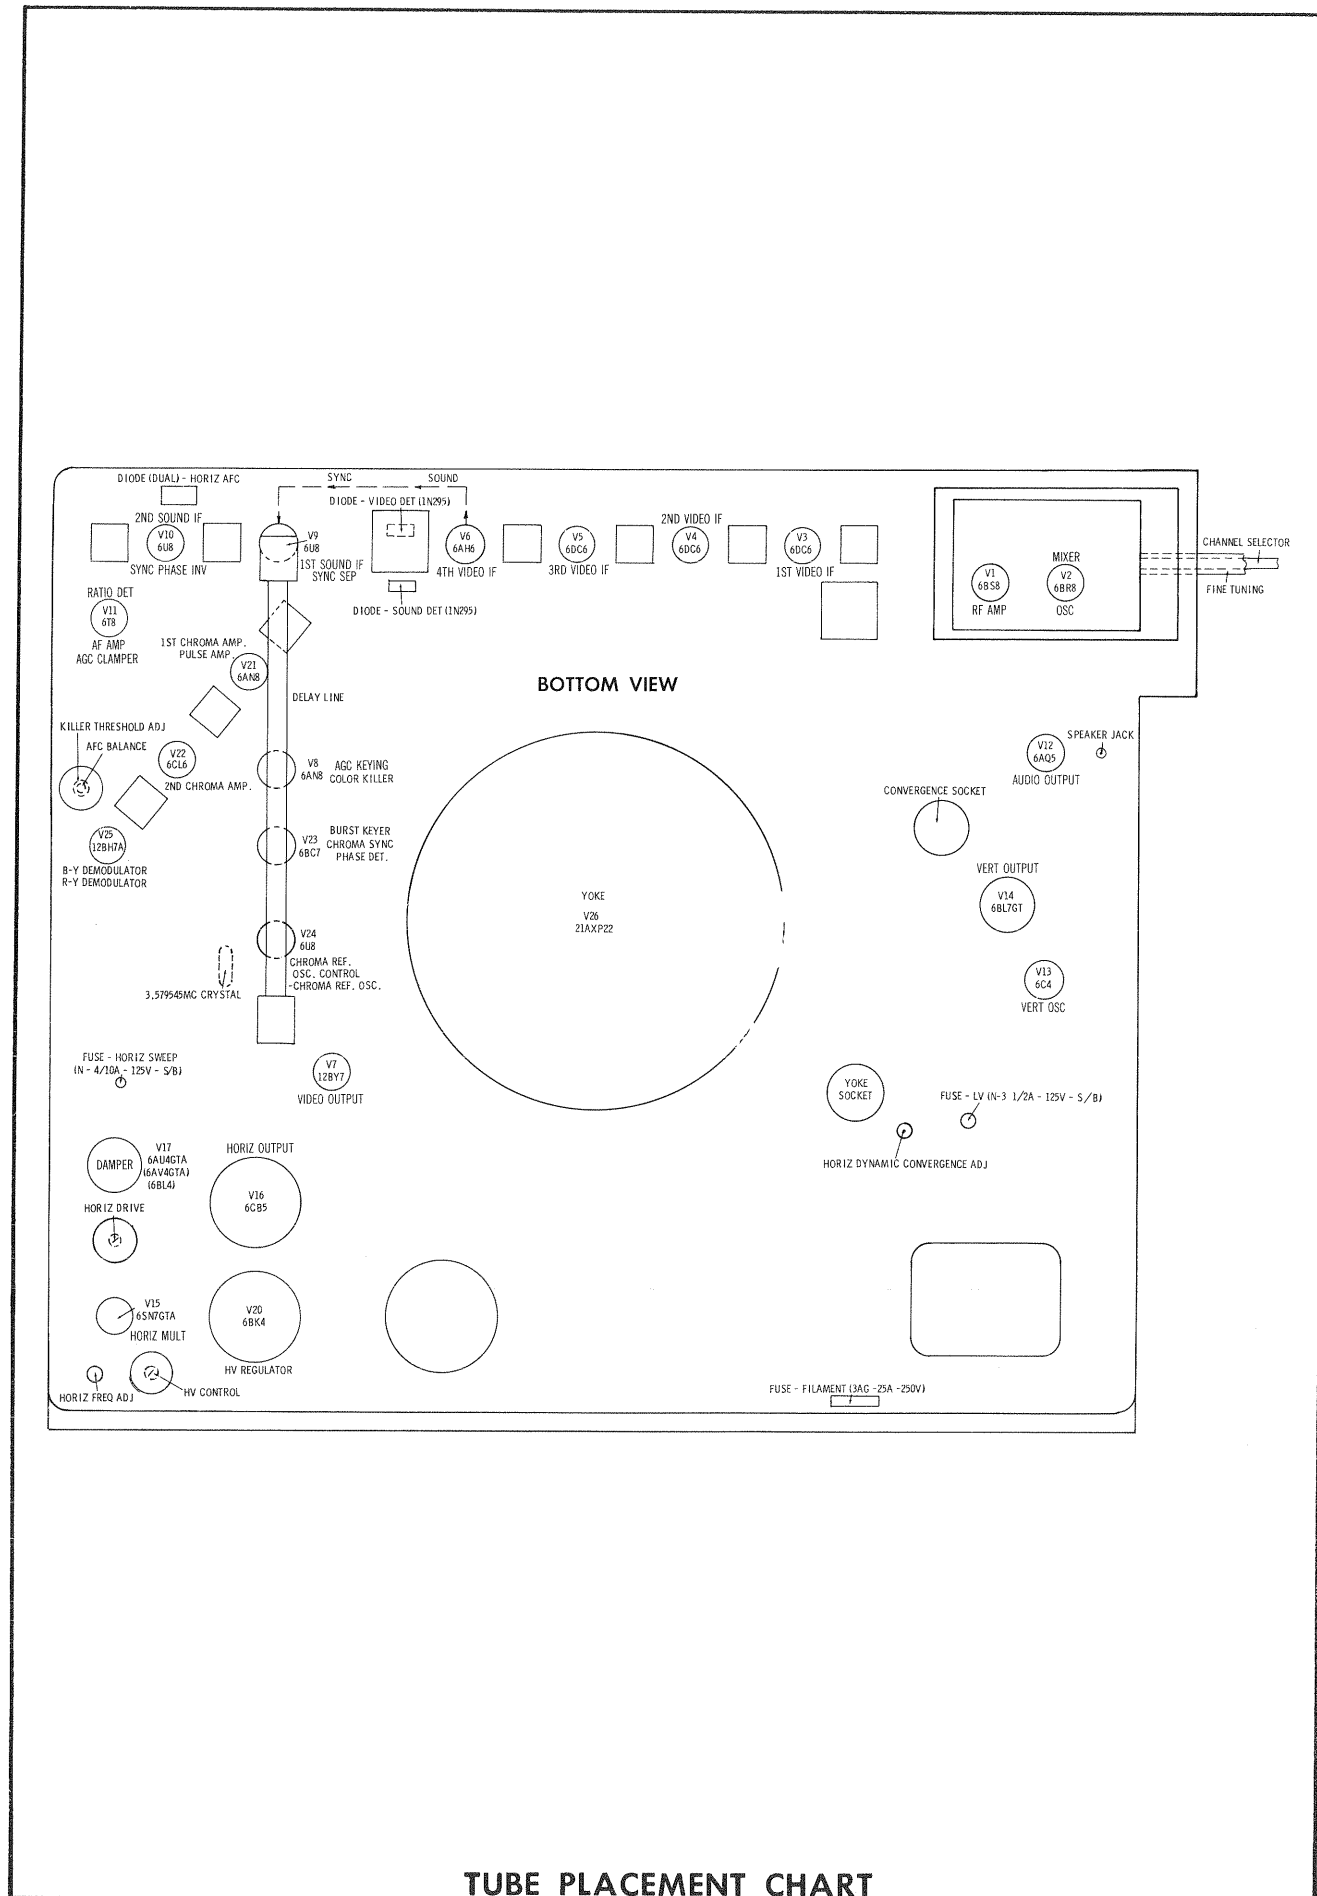 DIODE (DUAL) - HORIZ AFC
SYNC
SOUND
DIODE - VIDEO DET (1N295)
2ND SOUND IF
V10
6U8
SYNC PHASE INV
V9
6U8
1ST SOUND IF
SYNC SEP
V6
6AH6
4TH VIDEO IF
V5
6DC6
3RD VIDEO IF
2ND VIDEO IF
V4
6DC6
V3
6DC6
1ST VIDEO IF
MIXER
V1
6BS8
RF AMP
V2
6BR8
OSC
CHANNEL SELECTOR
FINE TUNING
DIODE - SOUND DET (1N295)
RATIO DET
V11
6T8
AF AMP
AGC CLAMPER
1ST CHROMA AMP.
PULSE AMP.
V21
6AN8
DELAY LINE
BOTTOM VIEW
KILLER THRESHOLD ADJ
AFC BALANCE
V22
6CL6
2ND CHROMA AMP.
V8
6AN8
AGC KEYING
COLOR KILLER
SPEAKER JACK
V12
6AQ5
AUDIO OUTPUT
CONVERGENCE SOCKET
V25
12BH7A
B-Y DEMODULATOR
R-Y DEMODULATOR
V23
6BC7
BURST KEYER
CHROMA SYNC
PHASE DET.
VERT OUTPUT
V14
6BL7GT
YOKE
V26
21AXP22
V24
6U8
CHROMA REF.
OSC. CONTROL
-CHROMA REF. OSC.
3.579545MC CRYSTAL
V13
6C4
VERT OSC
FUSE - HORIZ SWEEP
(N - 4/10A - 125V - S/B)
V7
12BY7
VIDEO OUTPUT
YOKE
SOCKET
FUSE - LV (N-3 1/2A - 125V - S/B)
HORIZ DYNAMIC CONVERGENCE ADJ
DAMPER
V17
6AU4GTA
(6AV4GTA)
(6BL4)
HORIZ OUTPUT
V16
6CB5
HORIZ DRIVE
V15
6SN7GTA
HORIZ MULT
V20
6BK4
HV REGULATOR
HORIZ FREQ ADJ
HV CONTROL
FUSE - FILAMENT (3AG -25A -250V)
TUBE PLACEMENT CHART